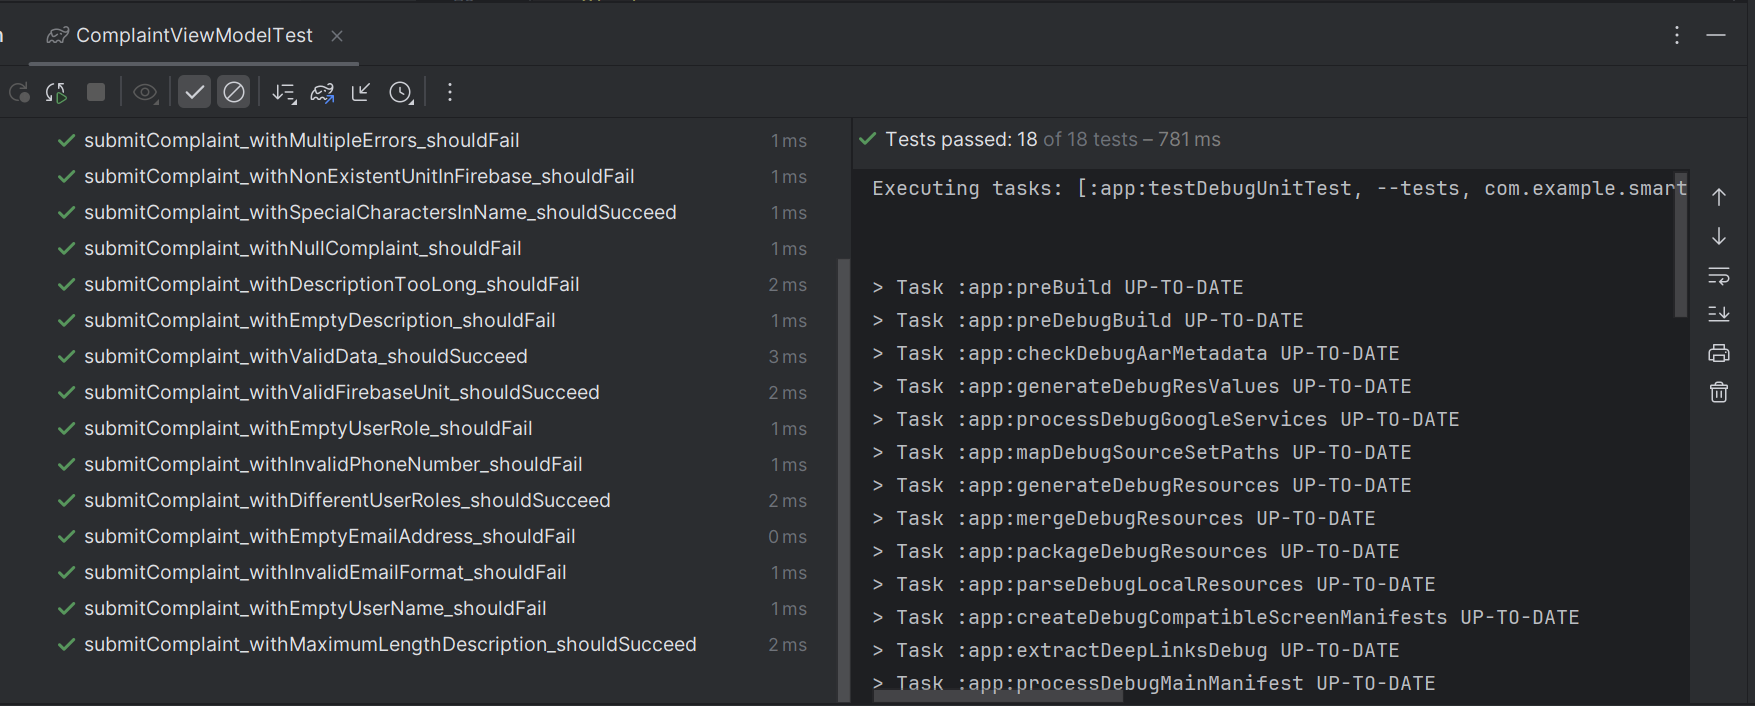 ComplaintViewModelTest
submitComplaint_withMultipleErrors_shouldFail 1 ms
submitComplaint_withNonExistentUnitInFirebase_shouldFail 1 ms
submitComplaint_withSpecialCharactersInName_shouldSucceed 1 ms
submitComplaint_withNullComplaint_shouldFail 1 ms
submitComplaint_withDescriptionTooLong_shouldFail 2 ms
submitComplaint_withEmptyDescription_shouldFail 1 ms
submitComplaint_withValidData_shouldSucceed 3 ms
submitComplaint_withValidFirebaseUnit_shouldSucceed 2 ms
submitComplaint_withEmptyUserRole_shouldFail 1 ms
submitComplaint_withInvalidPhoneNumber_shouldFail 1 ms
submitComplaint_withDifferentUserRoles_shouldSucceed 2 ms
submitComplaint_withEmptyEmailAddress_shouldFail 0 ms
submitComplaint_withInvalidEmailFormat_shouldFail 1 ms
submitComplaint_withEmptyUserName_shouldFail 1 ms
submitComplaint_withMaximumLengthDescription_shouldSucceed 2 ms
Tests passed: 18 of 18 tests – 781 ms
Executing tasks: [:app:testDebugUnitTest, --tests, com.example.smart
> Task :app:preBuild UP-TO-DATE
> Task :app:preDebugBuild UP-TO-DATE
> Task :app:checkDebugAarMetadata UP-TO-DATE
> Task :app:generateDebugResValues UP-TO-DATE
> Task :app:processDebugGoogleServices UP-TO-DATE
> Task :app:mapDebugSourceSetPaths UP-TO-DATE
> Task :app:generateDebugResources UP-TO-DATE
> Task :app:mergeDebugResources UP-TO-DATE
> Task :app:packageDebugResources UP-TO-DATE
> Task :app:parseDebugLocalResources UP-TO-DATE
> Task :app:createDebugCompatibleScreenManifests UP-TO-DATE
> Task :app:extractDeepLinksDebug UP-TO-DATE
> Task :app:processDebugMainManifest UP-TO-DATE